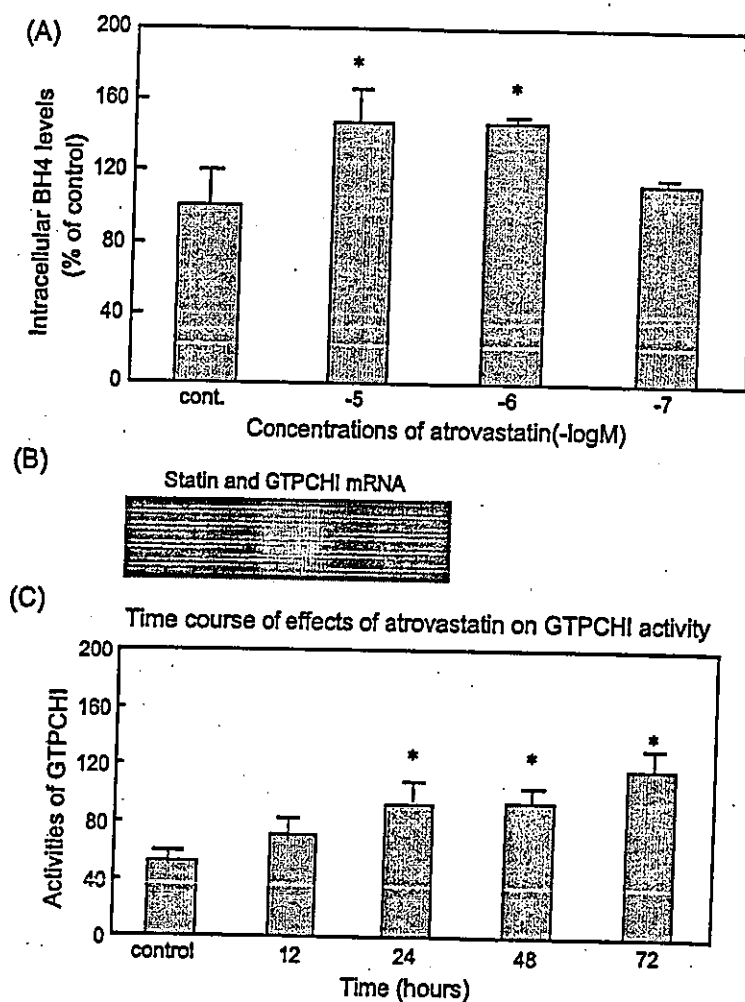 (A)
200
160
120
80
40
0
Intracellular BH4 levels
(% of control)
* *
cont. -5 -6 -7
Concentrations of atrovastatin(-logM)
(B)
Statin and GTPCHI mRNA
(C)
Time course of effects of atrovastatin on GTPCHI activity
200
160
120
80
40
0
Activities of GTPCHI
* * *
control 12 24 48 72
Time (hours)